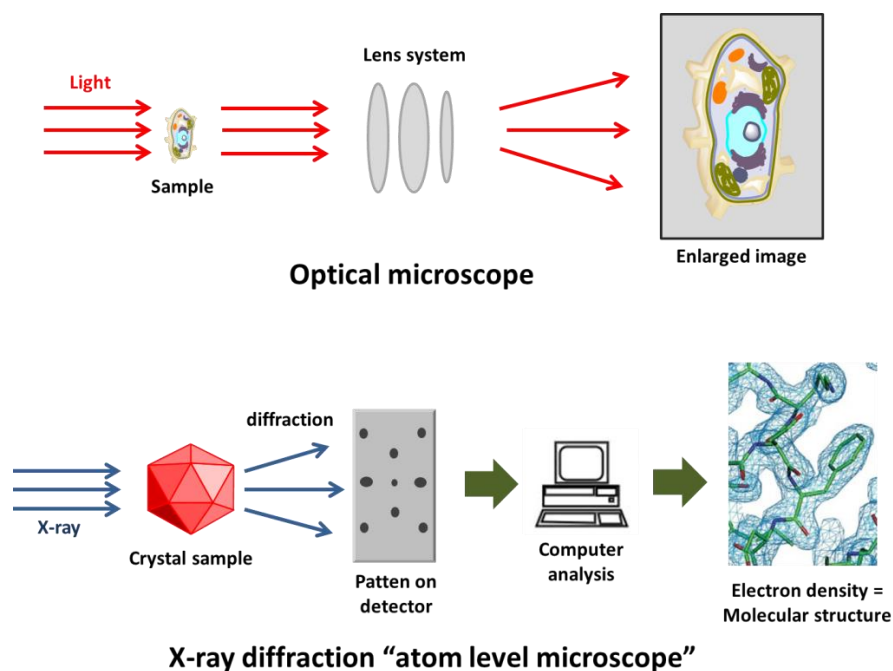 Light
Sample
Lens system
Enlarged image
Optical microscope
X-ray
Crystal sample
diffraction
Patten on
detector
Computer
analysis
Electron density =
Molecular structure
X-ray diffraction “atom level microscope”